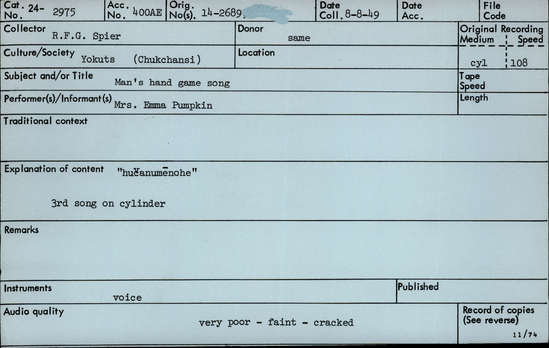 Cat. 24- No. 2975 Acc. No. 400AE Orig. No(s). 14-2689 Date Coll. 8-8-49 Date Acc. File Code
Collector R.F.G. Spier Donor same Original Recording Medium Speed
Culture/Society Yokuts (Chukchansi) Location cyl 108
Subject and/or Title Man's hand game song Tape Speed
Performer(s)/Informant(s) Mrs. Emma Pumpkin Length
Traditional context
Explanation of content
3rd song on cylinder
Remarks
Instruments voice Published
Audio quality very poor - faint - cracked Record of copies (See reverse)
11/74